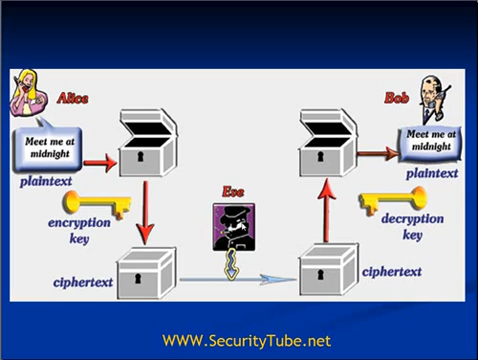 Alice
Bob
Meet me at
midnight
Meet me at
midnight
plaintext
plaintext
Eve
encryption
key
decryption
key
ciphertext
ciphertext
WWW.SecurityTube.net